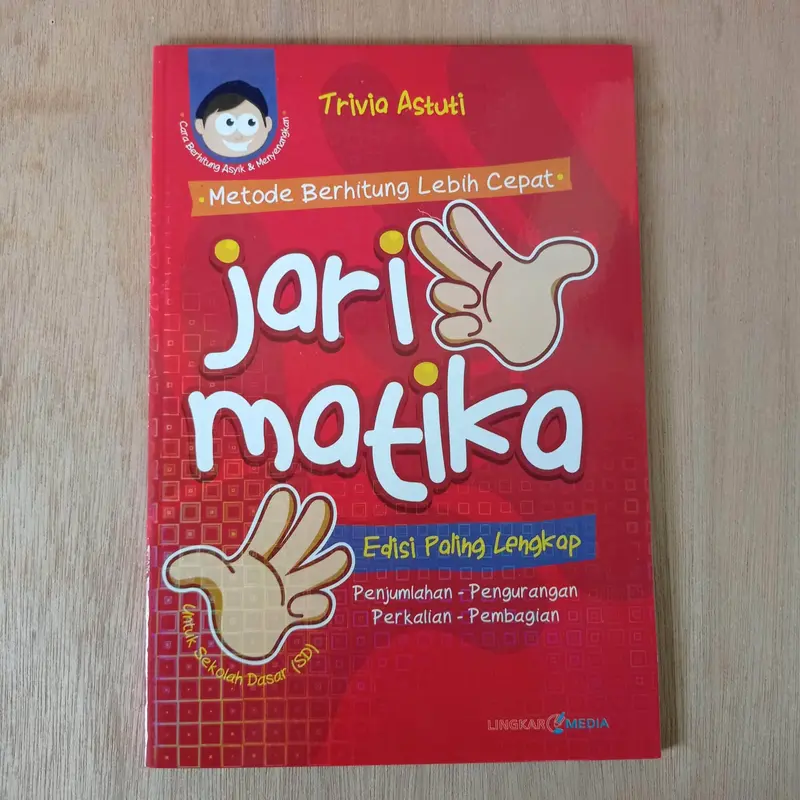 Trivia Astuti
Cara Berhitung Asyik & Menyenangkan
Metode Berhitung Lebih Cepat
jari
matika
Edisi Paling Lengkap
Penjumlahan - Pengurangan
Perkalian - Pembagian
Untuk Sekolah Dasar (SD)
LINGKAR MEDIA